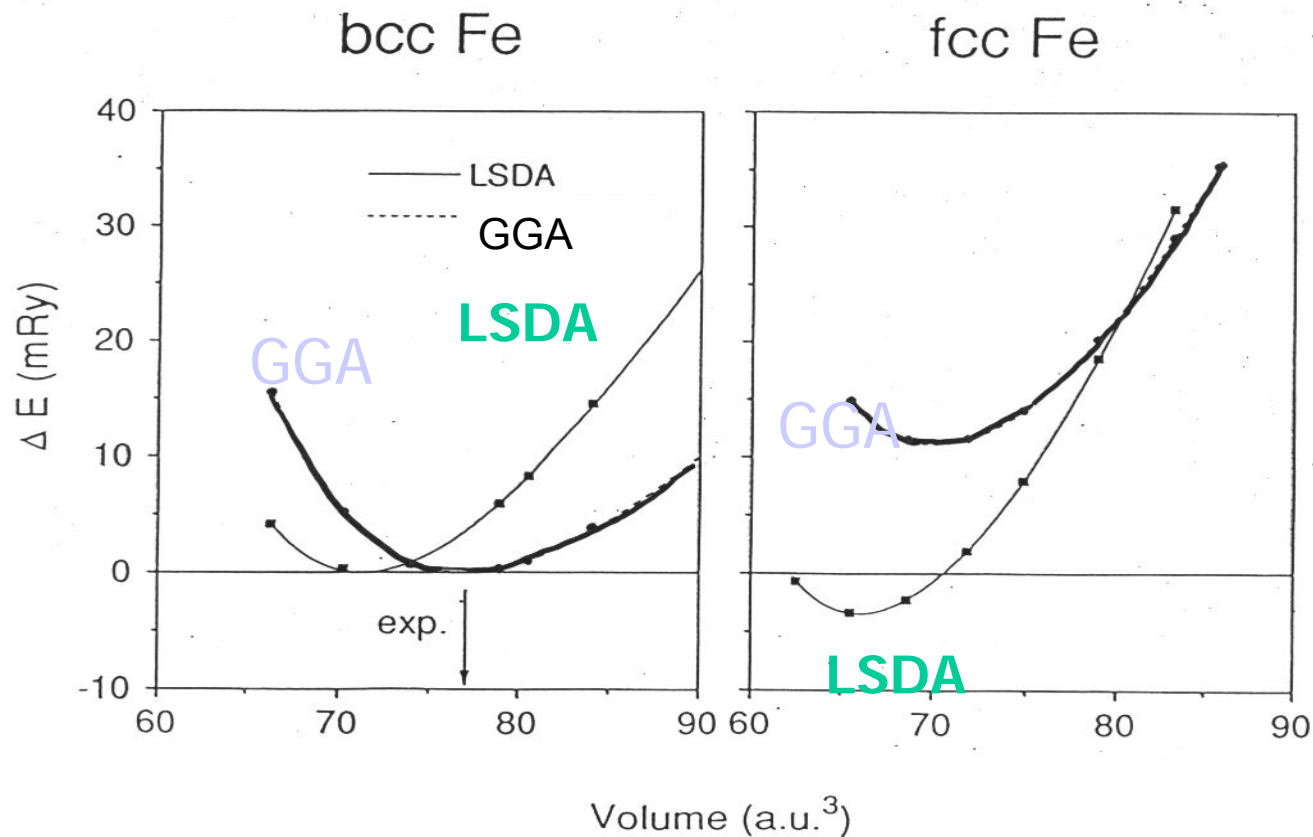 bcc Fe
fcc Fe
40
30
20
10
0
-10
Δ E (mRy)
LSDA
GGA
LSDA
GGA
exp.
60 70 80 90
GGA
LSDA
60 70 80 90
Volume (a.u.³)